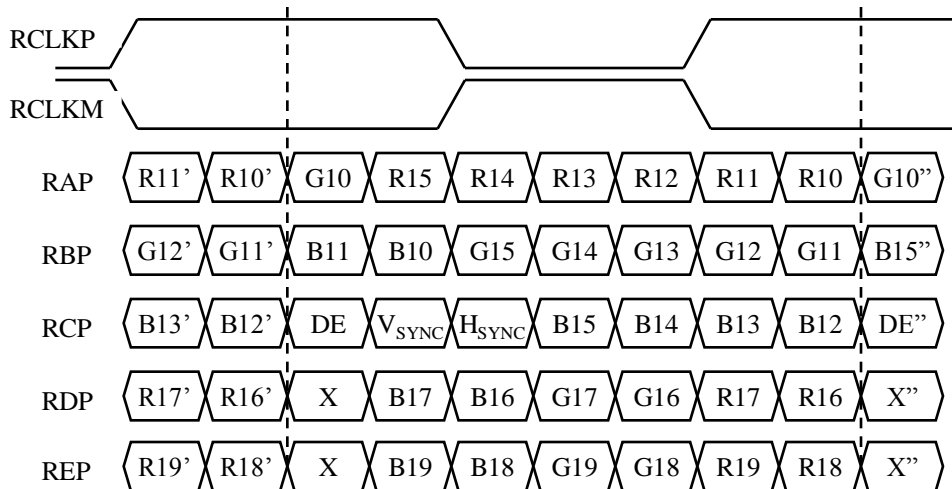 RCLKP
RCLKM
RAP R11’ R10’ G10 R15 R14 R13 R12 R11 R10 G10”
RBP G12’ G11’ B11 B10 G15 G14 G13 G12 G11 B15”
RCP B13’ B12’ DE VSYNC HSYNC B15 B14 B13 B12 DE”
RDP R17’ R16’ X B17 B16 G17 G16 R17 R16 X”
REP R19’ R18’ X B19 B18 G19 G18 R19 R18 X”